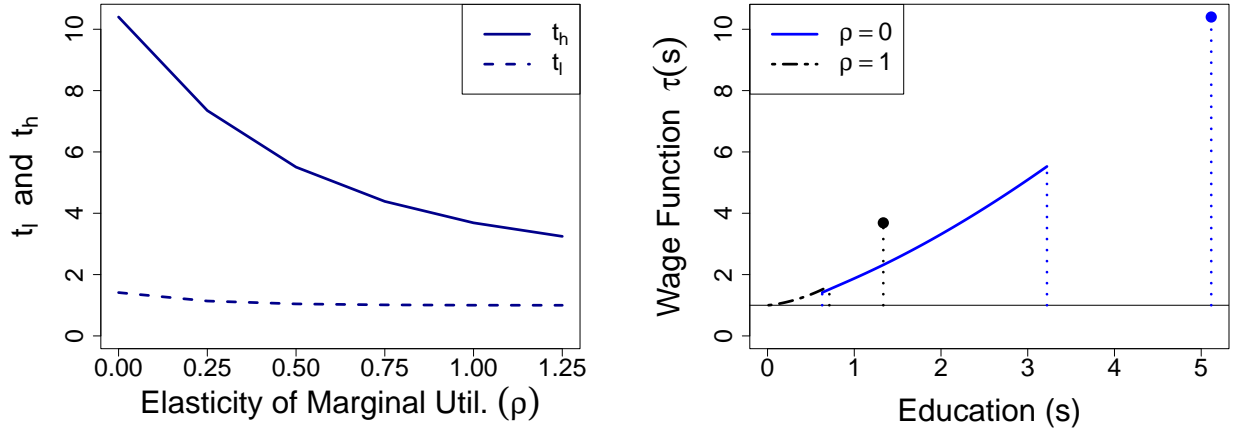 t_l and t_h
10
8
6
4
2
0
t_h
t_l
0.00 0.25 0.50 0.75 1.00 1.25
Elasticity of Marginal Util. (ρ)
Wage Function τ(s)
10
8
6
4
2
0
ρ = 0
ρ = 1
0 1 2 3 4 5
Education (s)